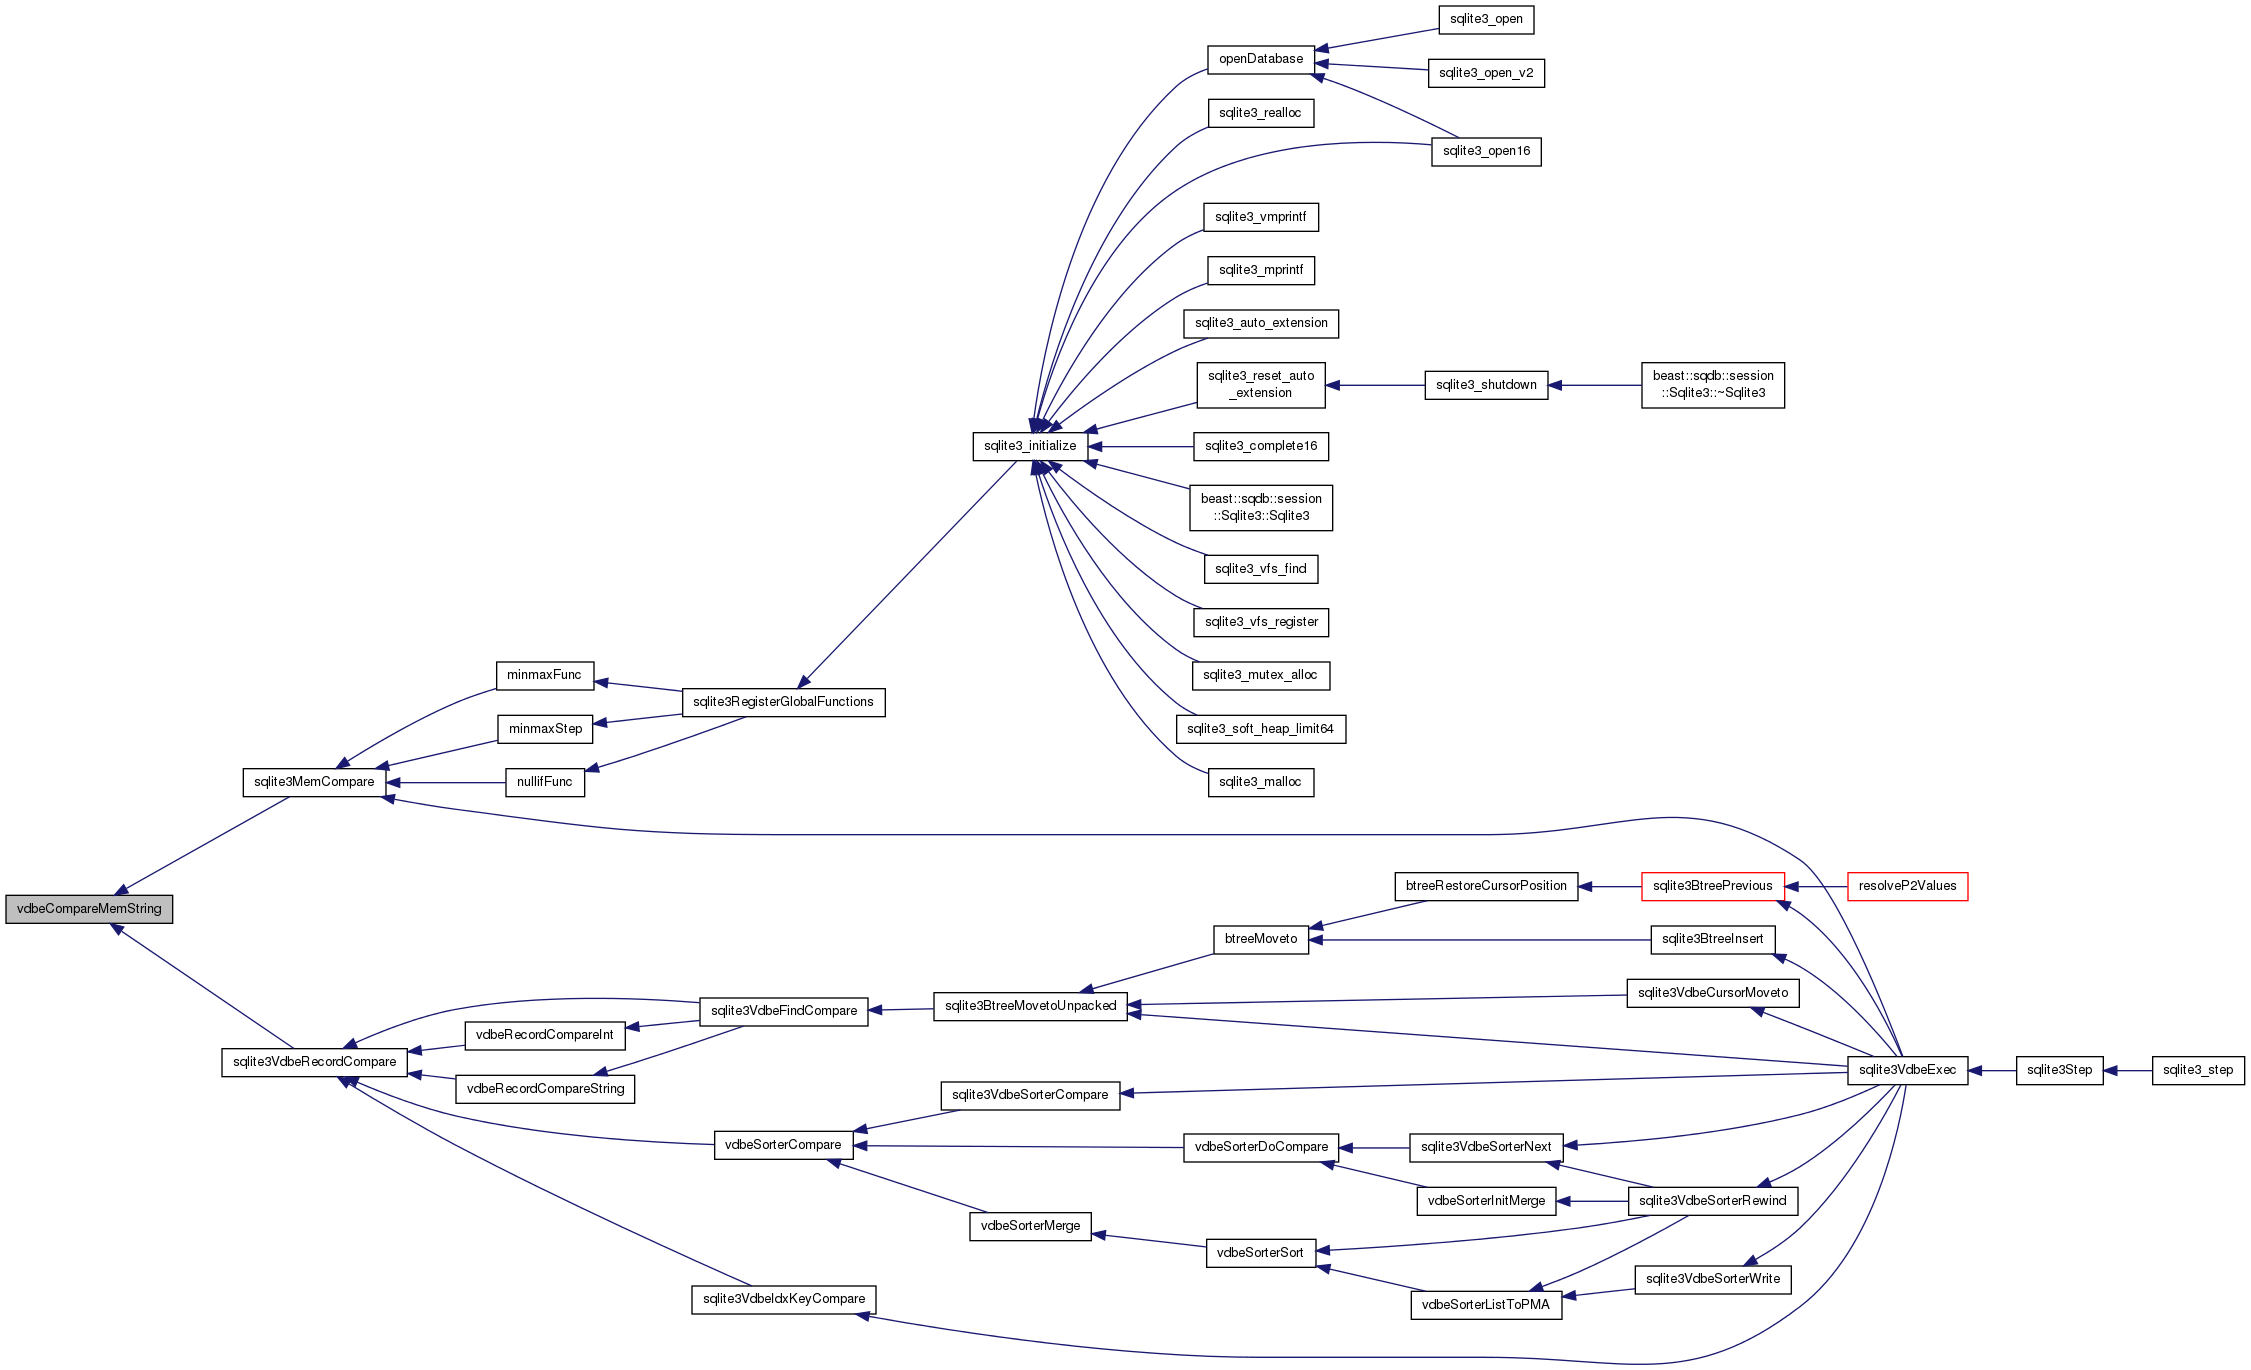 sqlite3_open
openDatabase
sqlite3_open_v2
sqlite3_realloc
sqlite3_open16
sqlite3_vmprintf
sqlite3_mprintf
sqlite3_auto_extension
sqlite3_reset_auto
_extension
sqlite3_shutdown
beast::sqdb::session
::Sqlite3::~Sqlite3
sqlite3_initialize
sqlite3_complete16
beast::sqdb::session
::Sqlite3::Sqlite3
sqlite3_vfs_find
sqlite3_vfs_register
sqlite3_mutex_alloc
sqlite3_soft_heap_limit64
sqlite3_malloc
minmaxFunc
sqlite3RegisterGlobalFunctions
minmaxStep
sqlite3MemCompare
nullifFunc
vdbeCompareMemString
btreeRestoreCursorPosition
sqlite3BtreePrevious
resolveP2Values
btreeMoveto
sqlite3BtreeInsert
sqlite3VdbeFindCompare
sqlite3BtreeMovetoUnpacked
sqlite3VdbeCursorMoveto
vdbeRecordCompareInt
sqlite3VdbeRecordCompare
vdbeRecordCompareString
sqlite3VdbeExec
sqlite3Step
sqlite3_step
sqlite3VdbeSorterCompare
vdbeSorterCompare
vdbeSorterDoCompare
sqlite3VdbeSorterNext
vdbeSorterInitMerge
sqlite3VdbeSorterRewind
vdbeSorterMerge
vdbeSorterSort
sqlite3VdbeSorterWrite
sqlite3VdbeIdxKeyCompare
vdbeSorterListToPMA